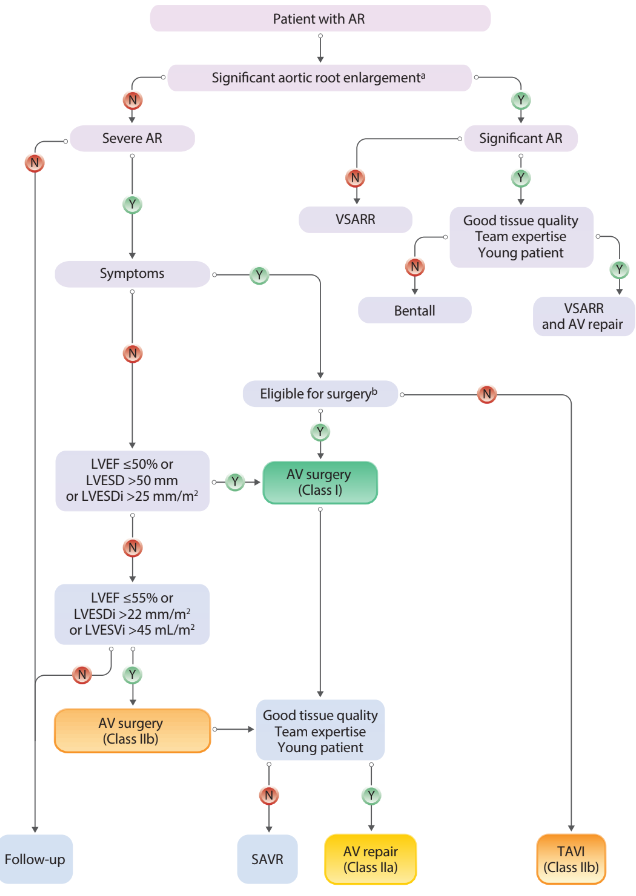 Patient with AR
Significant aortic root enlargementᵃ
N
Y
Severe AR
Significant AR
N
N
Y
Y
VSARR
Good tissue quality
Team expertise
Young patient
N
Y
Symptoms
Y
Bentall
VSARR
and AV repair
N
Eligible for surgeryᵇ
N
Y
LVEF ≤50% or
LVESD >50 mm
or LVESDi >25 mm/m²
Y
AV surgery
(Class I)
N
LVEF ≤55% or
LVESDi >22 mm/m²
or LVESVi >45 mL/m²
N
Y
AV surgery
(Class IIb)
Good tissue quality
Team expertise
Young patient
N
Y
Follow-up
SAVR
AV repair
(Class IIa)
TAVI
(Class IIb)